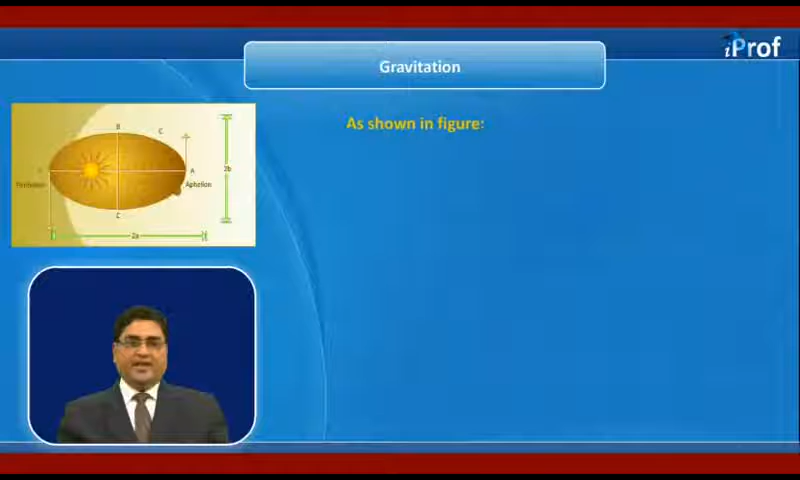 iProf
Gravitation
As shown in figure:
B
C
A
Perihelion
Aphelion
2b
C
2a